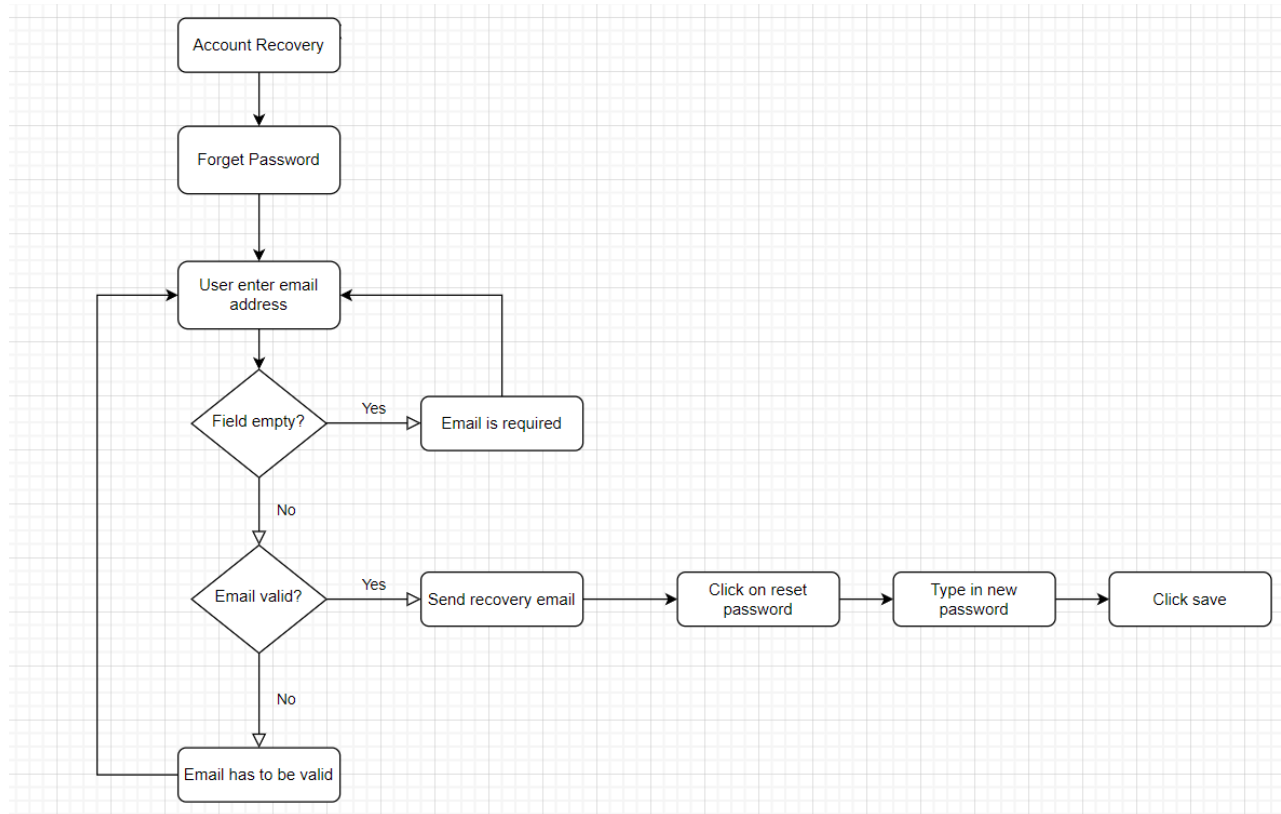 Account Recovery
Forget Password
User enter email
address
Field empty?
Yes
Email is required
No
Email valid?
Yes
Send recovery email
Click on reset
password
Type in new
password
Click save
No
Email has to be valid